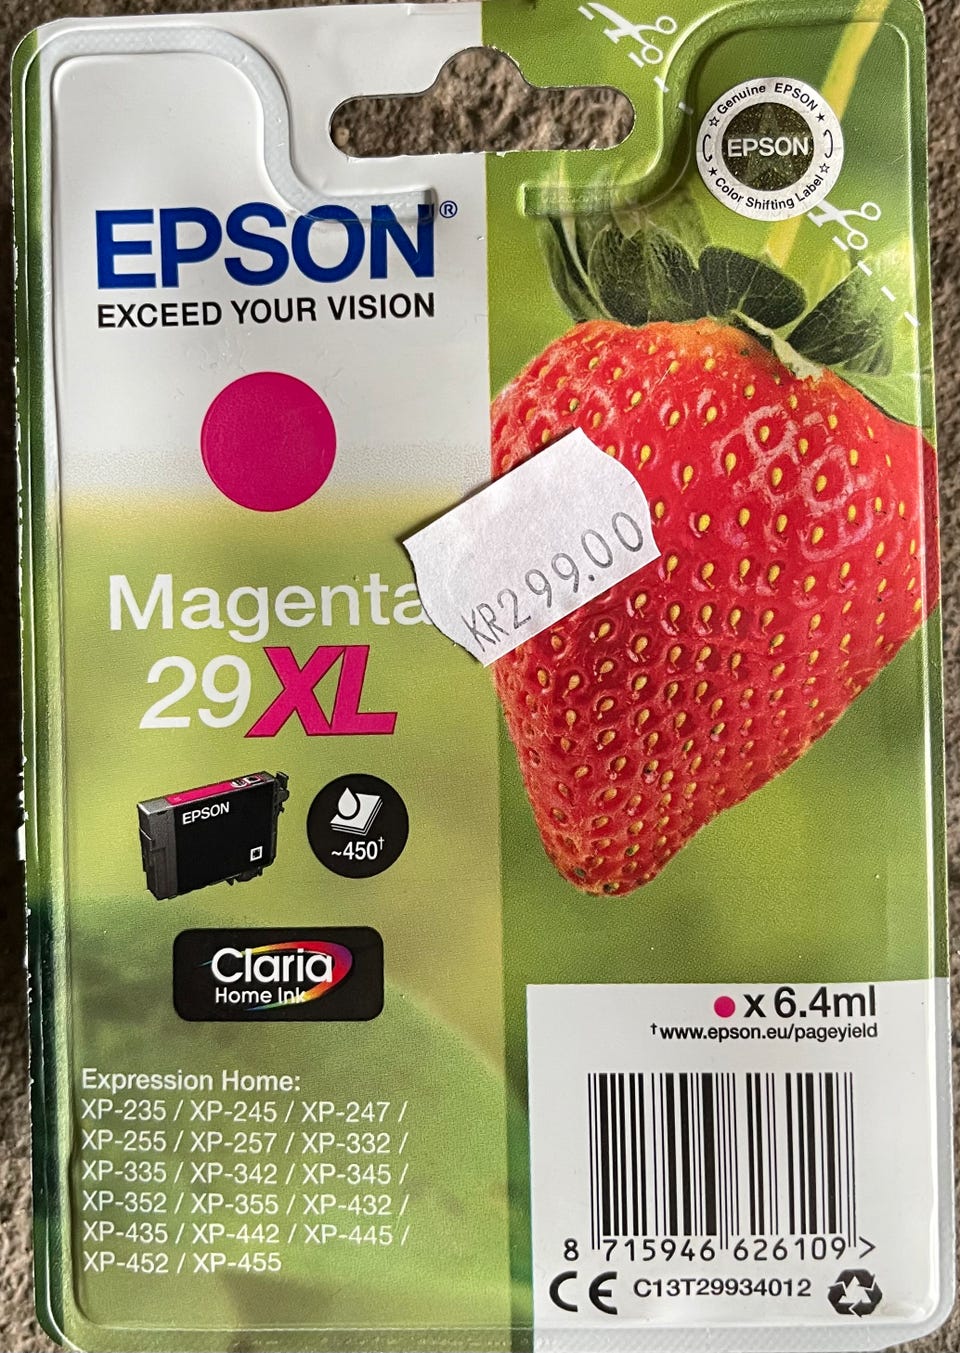 Genuine EPSON
EPSON
Color Shifting Label
EPSON®
EXCEED YOUR VISION
KR299.00
Magenta
29XL
EPSON
~450†
Claria
Home Ink
x 6.4ml
†www.epson.eu/pageyield
Expression Home:
XP-235 / XP-245 / XP-247 /
XP-255 / XP-257 / XP-332 /
XP-335 / XP-342 / XP-345 /
XP-352 / XP-355 / XP-432 /
XP-435 / XP-442 / XP-445 /
XP-452 / XP-455
8 715946 626109 >
CE C13T29934012